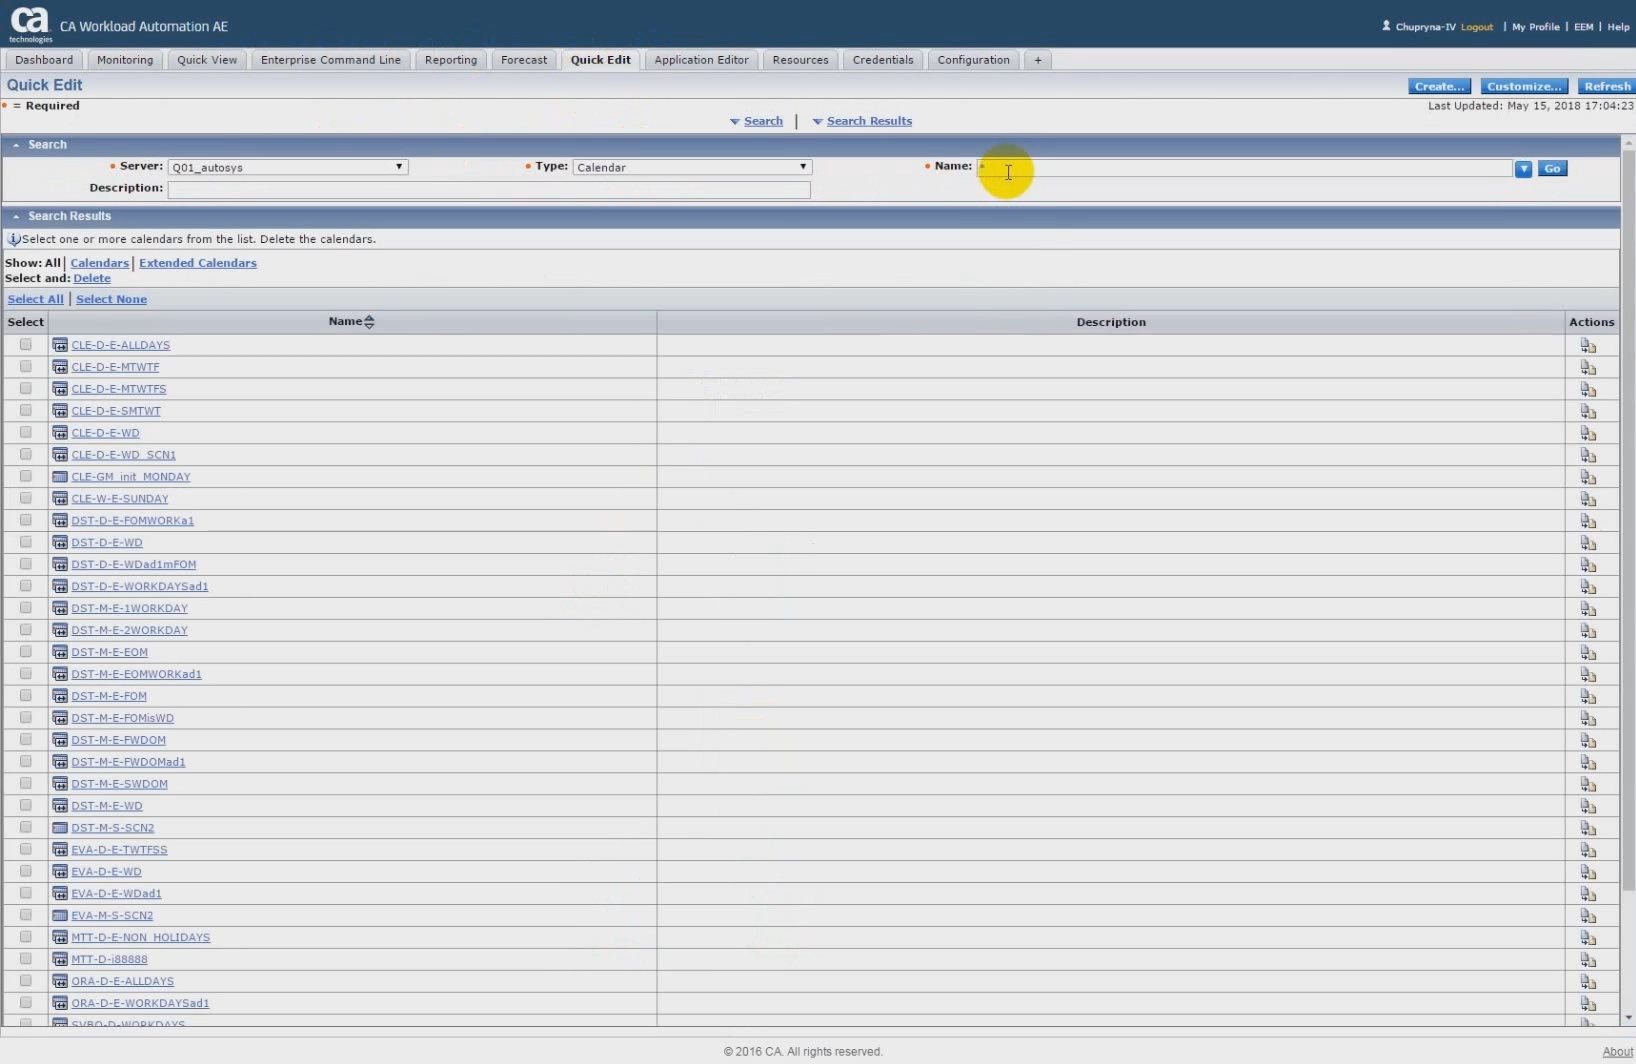 ca technologies CA Workload Automation AE
Chupryna-IV Logout | My Profile | EEM | Help
Dashboard Monitoring Quick View Enterprise Command Line Reporting Forecast Quick Edit Application Editor Resources Credentials Configuration +
Quick Edit Create... Customize... Refresh
= Required Last Updated: May 15, 2018 17:04:23
Search | Search Results
Search
Server: Q01_autosys Type: Calendar Name: * Go
Description:
Search Results
Select one or more calendars from the list. Delete the calendars.
Show: All | Calendars | Extended Calendars
Select and: Delete
Select All | Select None
Select Name Description Actions
CLE-D-E-ALLDAYS
CLE-D-E-MTWTF
CLE-D-E-MTWTFS
CLE-D-E-SMTWT
CLE-D-E-WD
CLE-D-E-WD_SCN1
CLE-GM_init_MONDAY
CLE-W-E-SUNDAY
DST-D-E-FOMWORKa1
DST-D-E-WD
DST-D-E-WDad1mFOM
DST-D-E-WORKDAYSad1
DST-M-E-1WORKDAY
DST-M-E-2WORKDAY
DST-M-E-EOM
DST-M-E-EOMWORKad1
DST-M-E-FOM
DST-M-E-FOMisWD
DST-M-E-FWDOM
DST-M-E-FWDOMad1
DST-M-E-SWDOM
DST-M-E-WD
DST-M-S-SCN2
EVA-D-E-TWTFSS
EVA-D-E-WD
EVA-D-E-WDad1
EVA-M-S-SCN2
MTT-D-E-NON_HOLIDAYS
MTT-D-i88888
ORA-D-E-ALLDAYS
ORA-D-E-WORKDAYSad1
© 2016 CA. All rights reserved. About